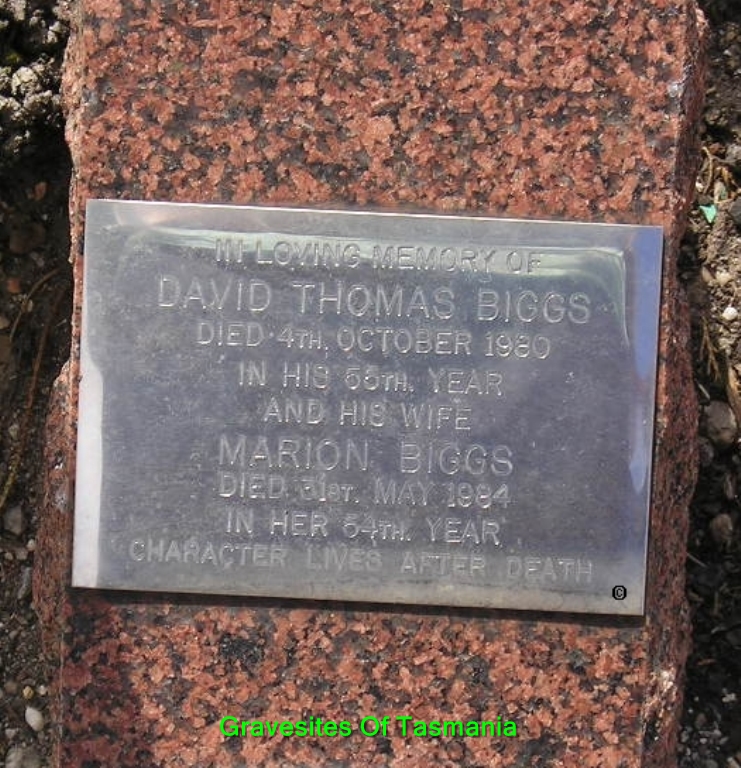 IN LOVING MEMORY OF
DAVID THOMAS BIGGS
DIED 4TH. OCTOBER 1980
IN HIS 55TH. YEAR
AND HIS WIFE
MARION BIGGS
DIED 31ST. MAY 1984
IN HER 54TH. YEAR
CHARACTER LIVES AFTER DEATH
©
Gravesites Of Tasmania